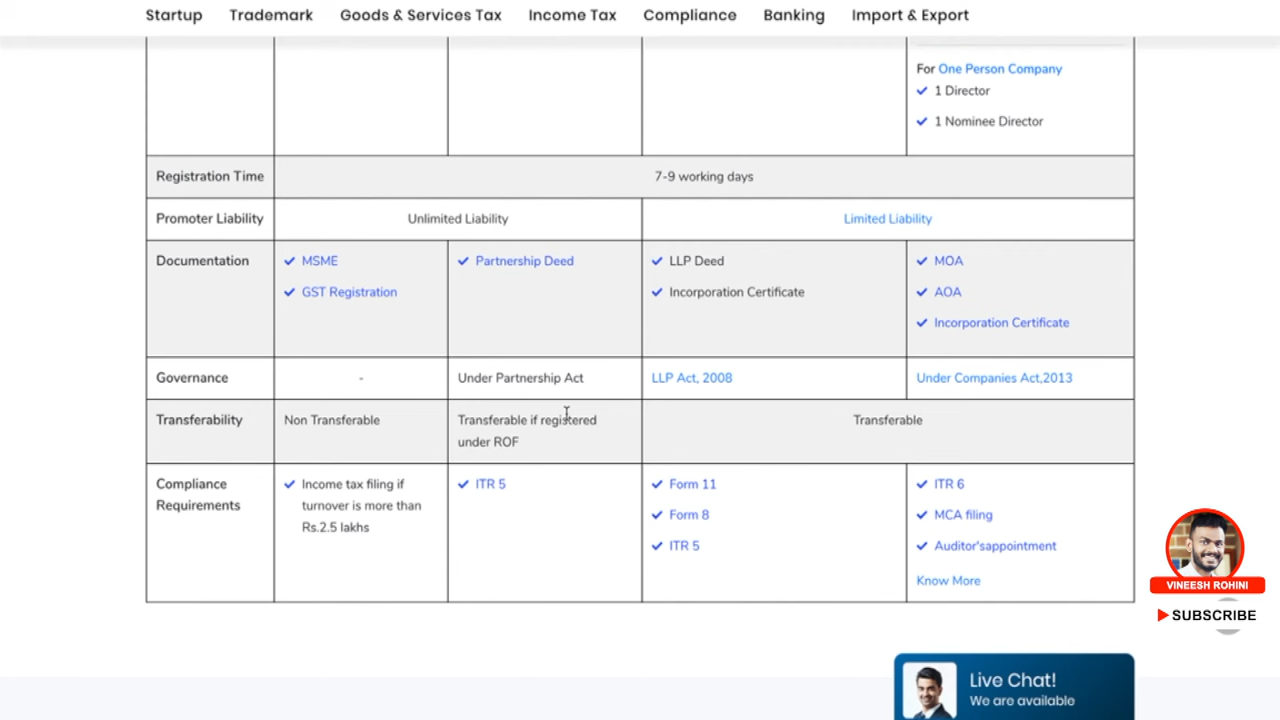 Startup Trademark Goods & Services Tax Income Tax Compliance Banking Import & Export
For One Person Company
1 Director
1 Nominee Director
Registration Time 7-9 working days
Promoter Liability Unlimited Liability Limited Liability
Documentation MSME Partnership Deed LLP Deed MOA
GST Registration Incorporation Certificate AOA
Incorporation Certificate
Governance - Under Partnership Act LLP Act, 2008 Under Companies Act,2013
Transferability Non Transferable Transferable if registered Transferable
under ROF
Compliance Income tax filing if ITR 5 Form 11 ITR 6
Requirements turnover is more than Form 8 MCA filing
Rs.2.5 lakhs ITR 5 Auditor'sappointment
Know More
VINEESH ROHINI
SUBSCRIBE
Live Chat!
We are available